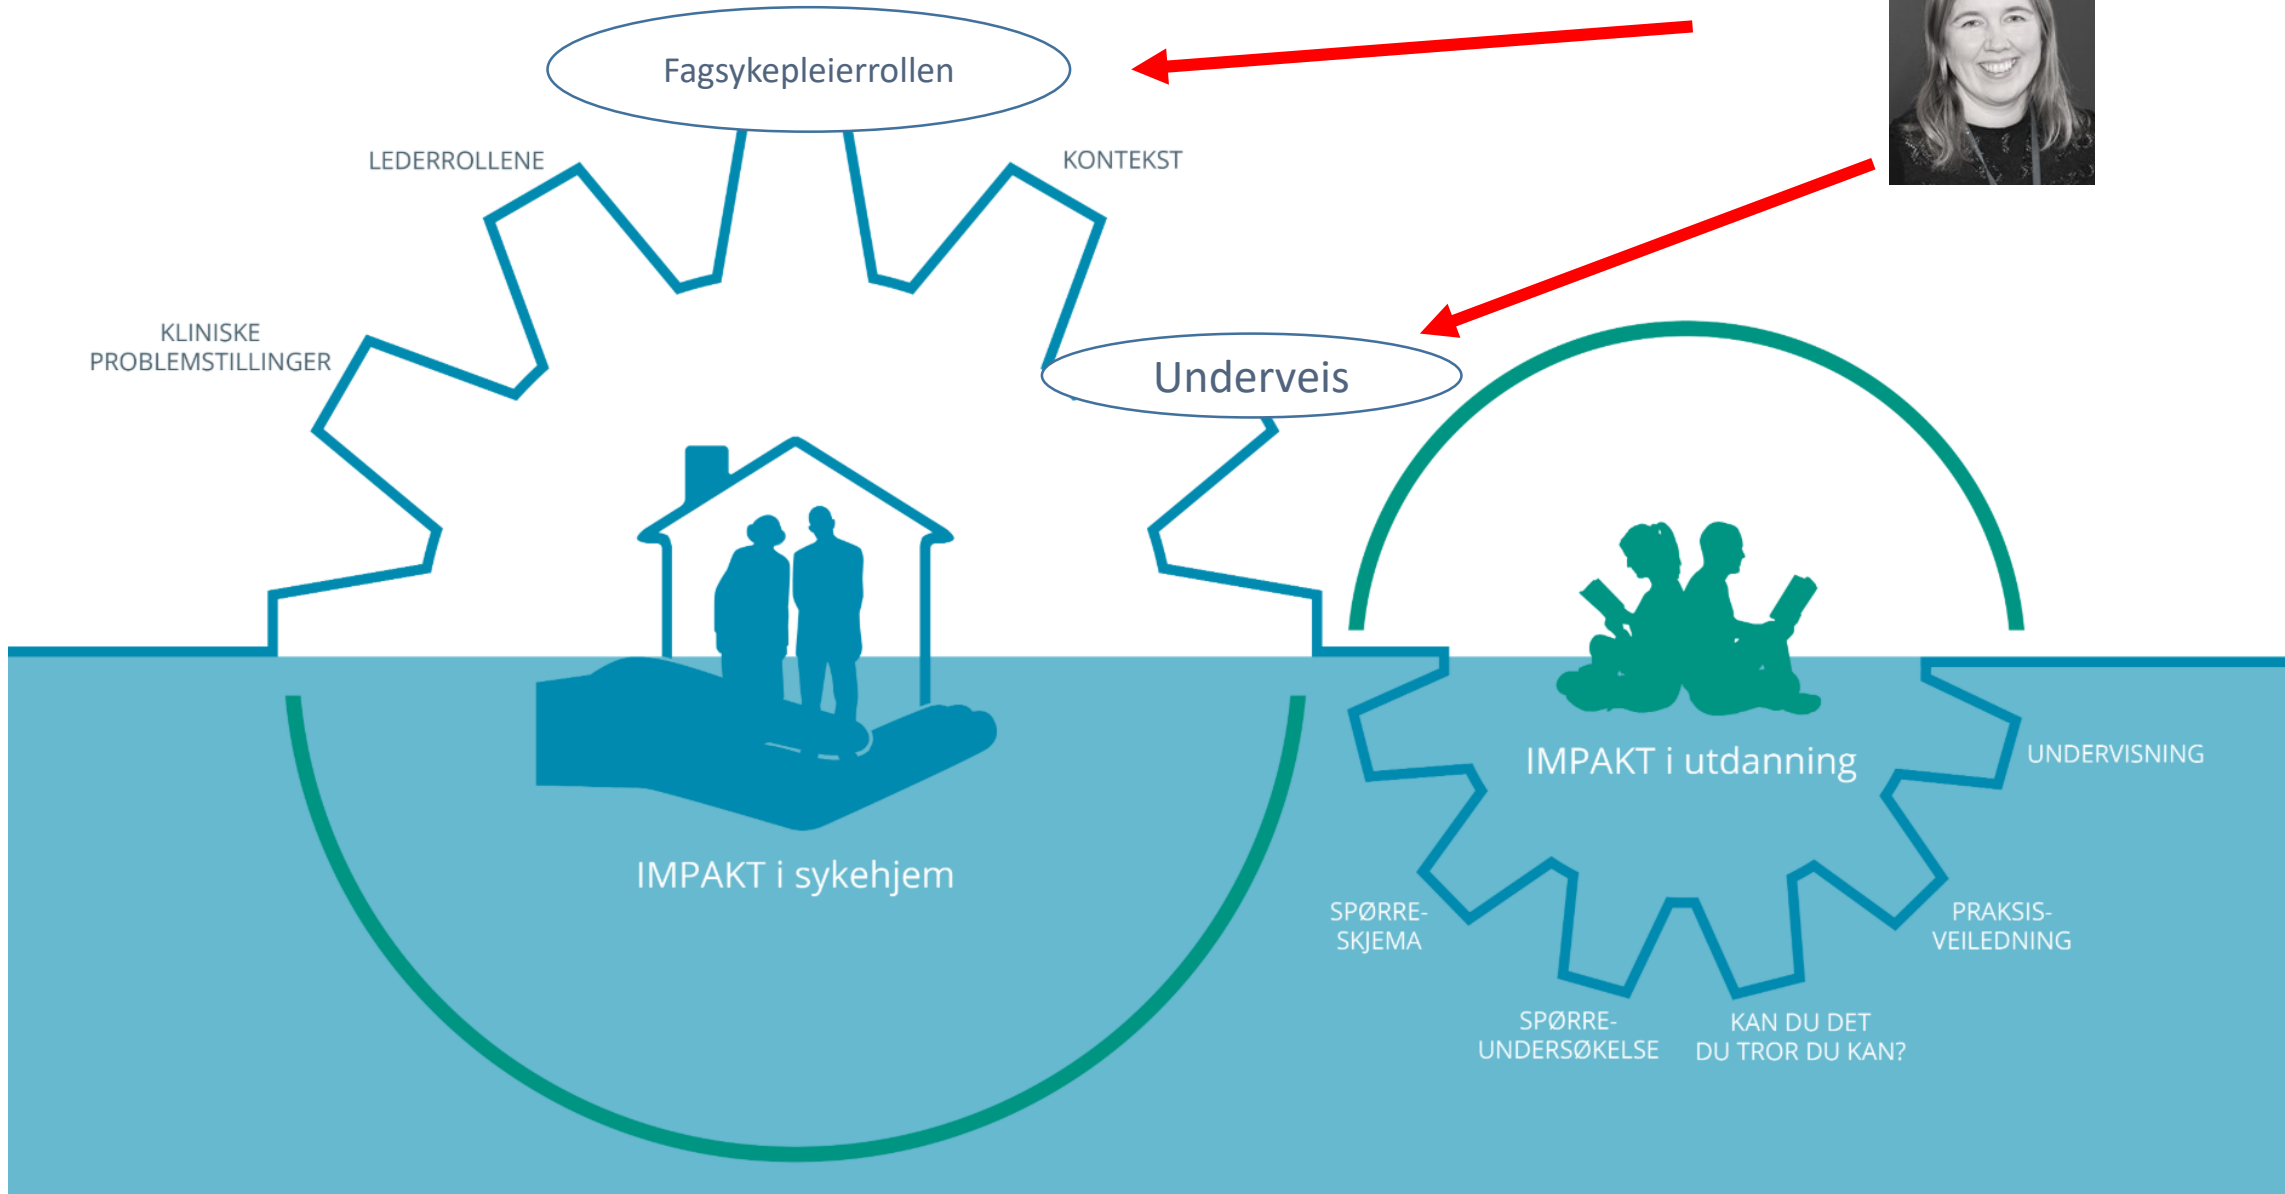 Fagsykepleierrollen
LEDERROLLENE
KONTEKST
KLINISKE
PROBLEMSTILLINGER
Underveis
IMPAKT i sykehjem
IMPAKT i utdanning
UNDERVISNING
SPØRRE-
SKJEMA
PRAKSIS-
VEILEDNING
SPØRRE-
UNDERSØKELSE
KAN DU DET
DU TROR DU KAN?